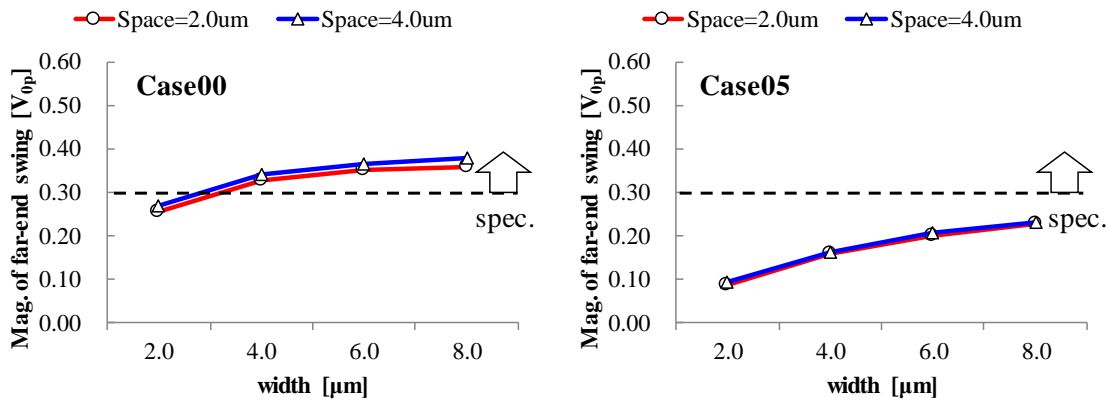 Space=2.0um Space=4.0um
Case00
Mag. of far-end swing [V0p]
0.60
0.50
0.40
0.30
0.20
0.10
0.00
spec.
2.0 4.0 6.0 8.0
width [µm]
Space=2.0um Space=4.0um
Case05
Mag. of far-end swing [V0p]
0.60
0.50
0.40
0.30
0.20
0.10
0.00
spec.
2.0 4.0 6.0 8.0
width [µm]